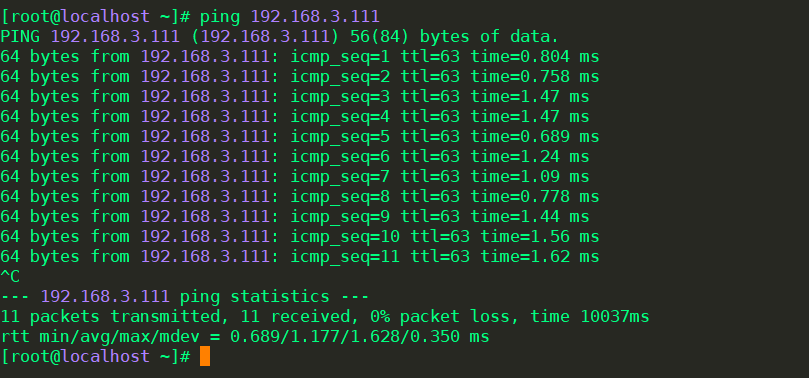 [root@localhost ~]# ping 192.168.3.111
PING 192.168.3.111 (192.168.3.111) 56(84) bytes of data.
64 bytes from 192.168.3.111: icmp_seq=1 ttl=63 time=0.804 ms
64 bytes from 192.168.3.111: icmp_seq=2 ttl=63 time=0.758 ms
64 bytes from 192.168.3.111: icmp_seq=3 ttl=63 time=1.47 ms
64 bytes from 192.168.3.111: icmp_seq=4 ttl=63 time=1.47 ms
64 bytes from 192.168.3.111: icmp_seq=5 ttl=63 time=0.689 ms
64 bytes from 192.168.3.111: icmp_seq=6 ttl=63 time=1.24 ms
64 bytes from 192.168.3.111: icmp_seq=7 ttl=63 time=1.09 ms
64 bytes from 192.168.3.111: icmp_seq=8 ttl=63 time=0.778 ms
64 bytes from 192.168.3.111: icmp_seq=9 ttl=63 time=1.44 ms
64 bytes from 192.168.3.111: icmp_seq=10 ttl=63 time=1.56 ms
64 bytes from 192.168.3.111: icmp_seq=11 ttl=63 time=1.62 ms
^C
--- 192.168.3.111 ping statistics ---
11 packets transmitted, 11 received, 0% packet loss, time 10037ms
rtt min/avg/max/mdev = 0.689/1.177/1.628/0.350 ms
[root@localhost ~]#